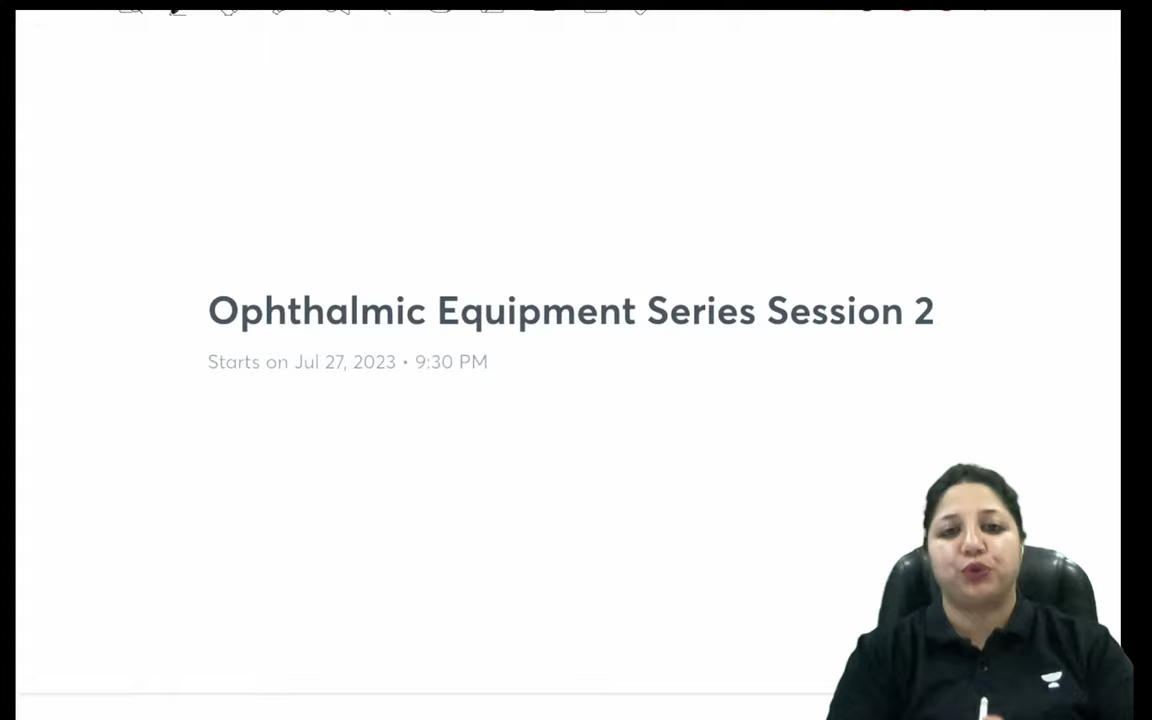 Ophthalmic Equipment Series Session 2
Starts on Jul 27, 2023 • 9:30 PM